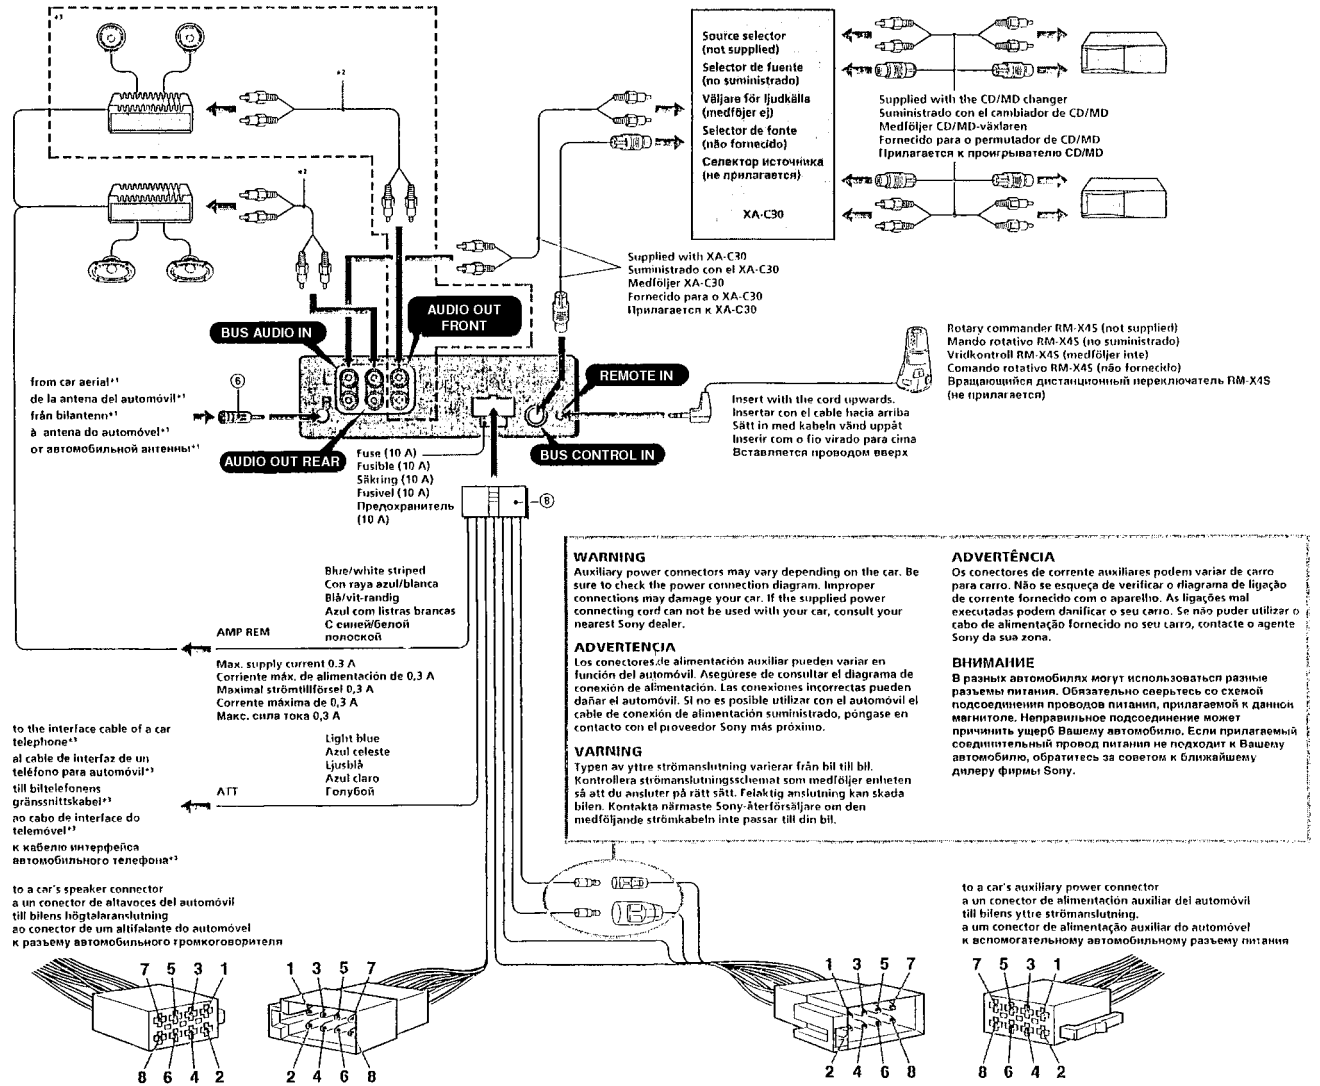 *3
*2
*2
Source selector
(not supplied)
Selector de fuente
(no suministrado)
Väljare för ljudkälla
(medföjer ej)
Selector de fonte
(não fornecido)
Селектор источника
(не прилагается)
XA-C30
Supplied with the CD/MD changer
Suministrado con el cambiador de CD/MD
Medföljer CD/MD-växlaren
Fornecido para o permutador de CD/MD
Прилагается к проигрывателю CD/MD
Supplied with XA-C30
Suministrado con el XA-C30
Medföljer XA-C30
Fornecido para o XA-C30
Прилагается к XA-C30
BUS AUDIO IN
AUDIO OUT
FRONT
REMOTE IN
AUDIO OUT REAR
BUS CONTROL IN
L
R
from car aerial*1
de la antena del automóvil*1
från bilantenn*1
à antena do automóvel*1
от автомобильной антенны*1
6
Rotary commander RM-X4S (not supplied)
Mando rotativo RM-X4S (no suministrado)
Vridkontroll RM-X4S (medföljer inte)
Comando rotativo RM-X4S (não fornecido)
Вращающийся дистанционный переключатель RM-X4S
(не прилагается)
Insert with the cord upwards.
Insertar con el cable hacia arriba
Sätt in med kabeln vänd uppåt
Inserir com o fio virado para cima
Вставляется проводом вверх
Fuse (10 A)
Fusible (10 A)
Säkring (10 A)
Fusivel (10 A)
Предохранитель
(10 A)
8
Blue/white striped
Con raya azul/blanca
Blå/vit-randig
Azul com listras brancas
С синей/белой
полоской
AMP REM
Max. supply current 0.3 A
Corriente máx. de alimentación de 0,3 A
Maximal strömtillförsel 0,3 A
Corrente máxima de 0,3 A
Макс. сила тока 0,3 A
to the interface cable of a car
telephone*3
al cable de interfaz de un
teléfono para automóvil*3
till biltelefonens
gränssnittskabel*3
ao cabo de interface do
telemóvel*3
к кабелю интерфейса
автомобильного телефона*3
Light blue
Azul celeste
Ljusblå
Azul claro
Голубой
ATT
WARNING
Auxiliary power connectors may vary depending on the car. Be
sure to check the power connection diagram. Improper
connections may damage your car. If the supplied power
connecting cord can not be used with your car, consult your
nearest Sony dealer.
ADVERTENCIA
Los conectores de alimentación auxiliar pueden variar en
función del automóvil. Asegúrese de consultar el diagrama de
conexión de alimentación. Las conexiones incorrectas pueden
dañar el automóvil. Si no es posible utilizar con el automóvil el
cable de conexión de alimentación suministrado, póngase en
contacto con el proveedor Sony más próximo.
VARNING
Typen av yttre strömanslutning varierar från bil till bil.
Kontrollera strömanslutningsschemat som medföljer enheten
så att du ansluter på rätt sätt. Felaktig anslutning kan skada
bilen. Kontakta närmaste Sony-återförsäljare om den
medföljande strömkabeln inte passar till din bil.
ADVERTÊNCIA
Os conectores de corrente auxiliares podem variar de carro
para carro. Não se esqueça de verificar o diagrama de ligação
de corrente fornecido com o aparelho. As ligações mal
executadas podem danificar o seu carro. Se não puder utilizar o
cabo de alimentação fornecido no seu carro, contacte o agente
Sony da sua zona.
ВНИМАНИЕ
В разных автомобилях могут использоваться разные
разъемы питания. Обязательно сверьтесь со схемой
подсоединения проводов питания, прилагаемой к данной
магнитоле. Неправильное подсоединение может
причинить ущерб Вашему автомобилю. Если прилагаемый
соединительный провод питания не подходит к Вашему
автомобилю, обратитесь за советом к ближайшему
дилеру фирмы Sony.
to a car's speaker connector
a un conector de altavoces del automóvil
till bilens högtalaranslutning
ao conector de um altifalante do automóvel
к разъему автомобильного громкоговорителя
to a car's auxiliary power connector
a un conector de alimentación auxiliar del automóvil
till bilens yttre strömanslutning.
a um conector de alimentação auxiliar do automóvel
к вспомогательному автомобильному разъему питания
7 5 3 1
8 6 4 2
1 3 5 7
2 4 6 8
1 3 5 7
2 4 6 8
7 5 3 1
8 6 4 2